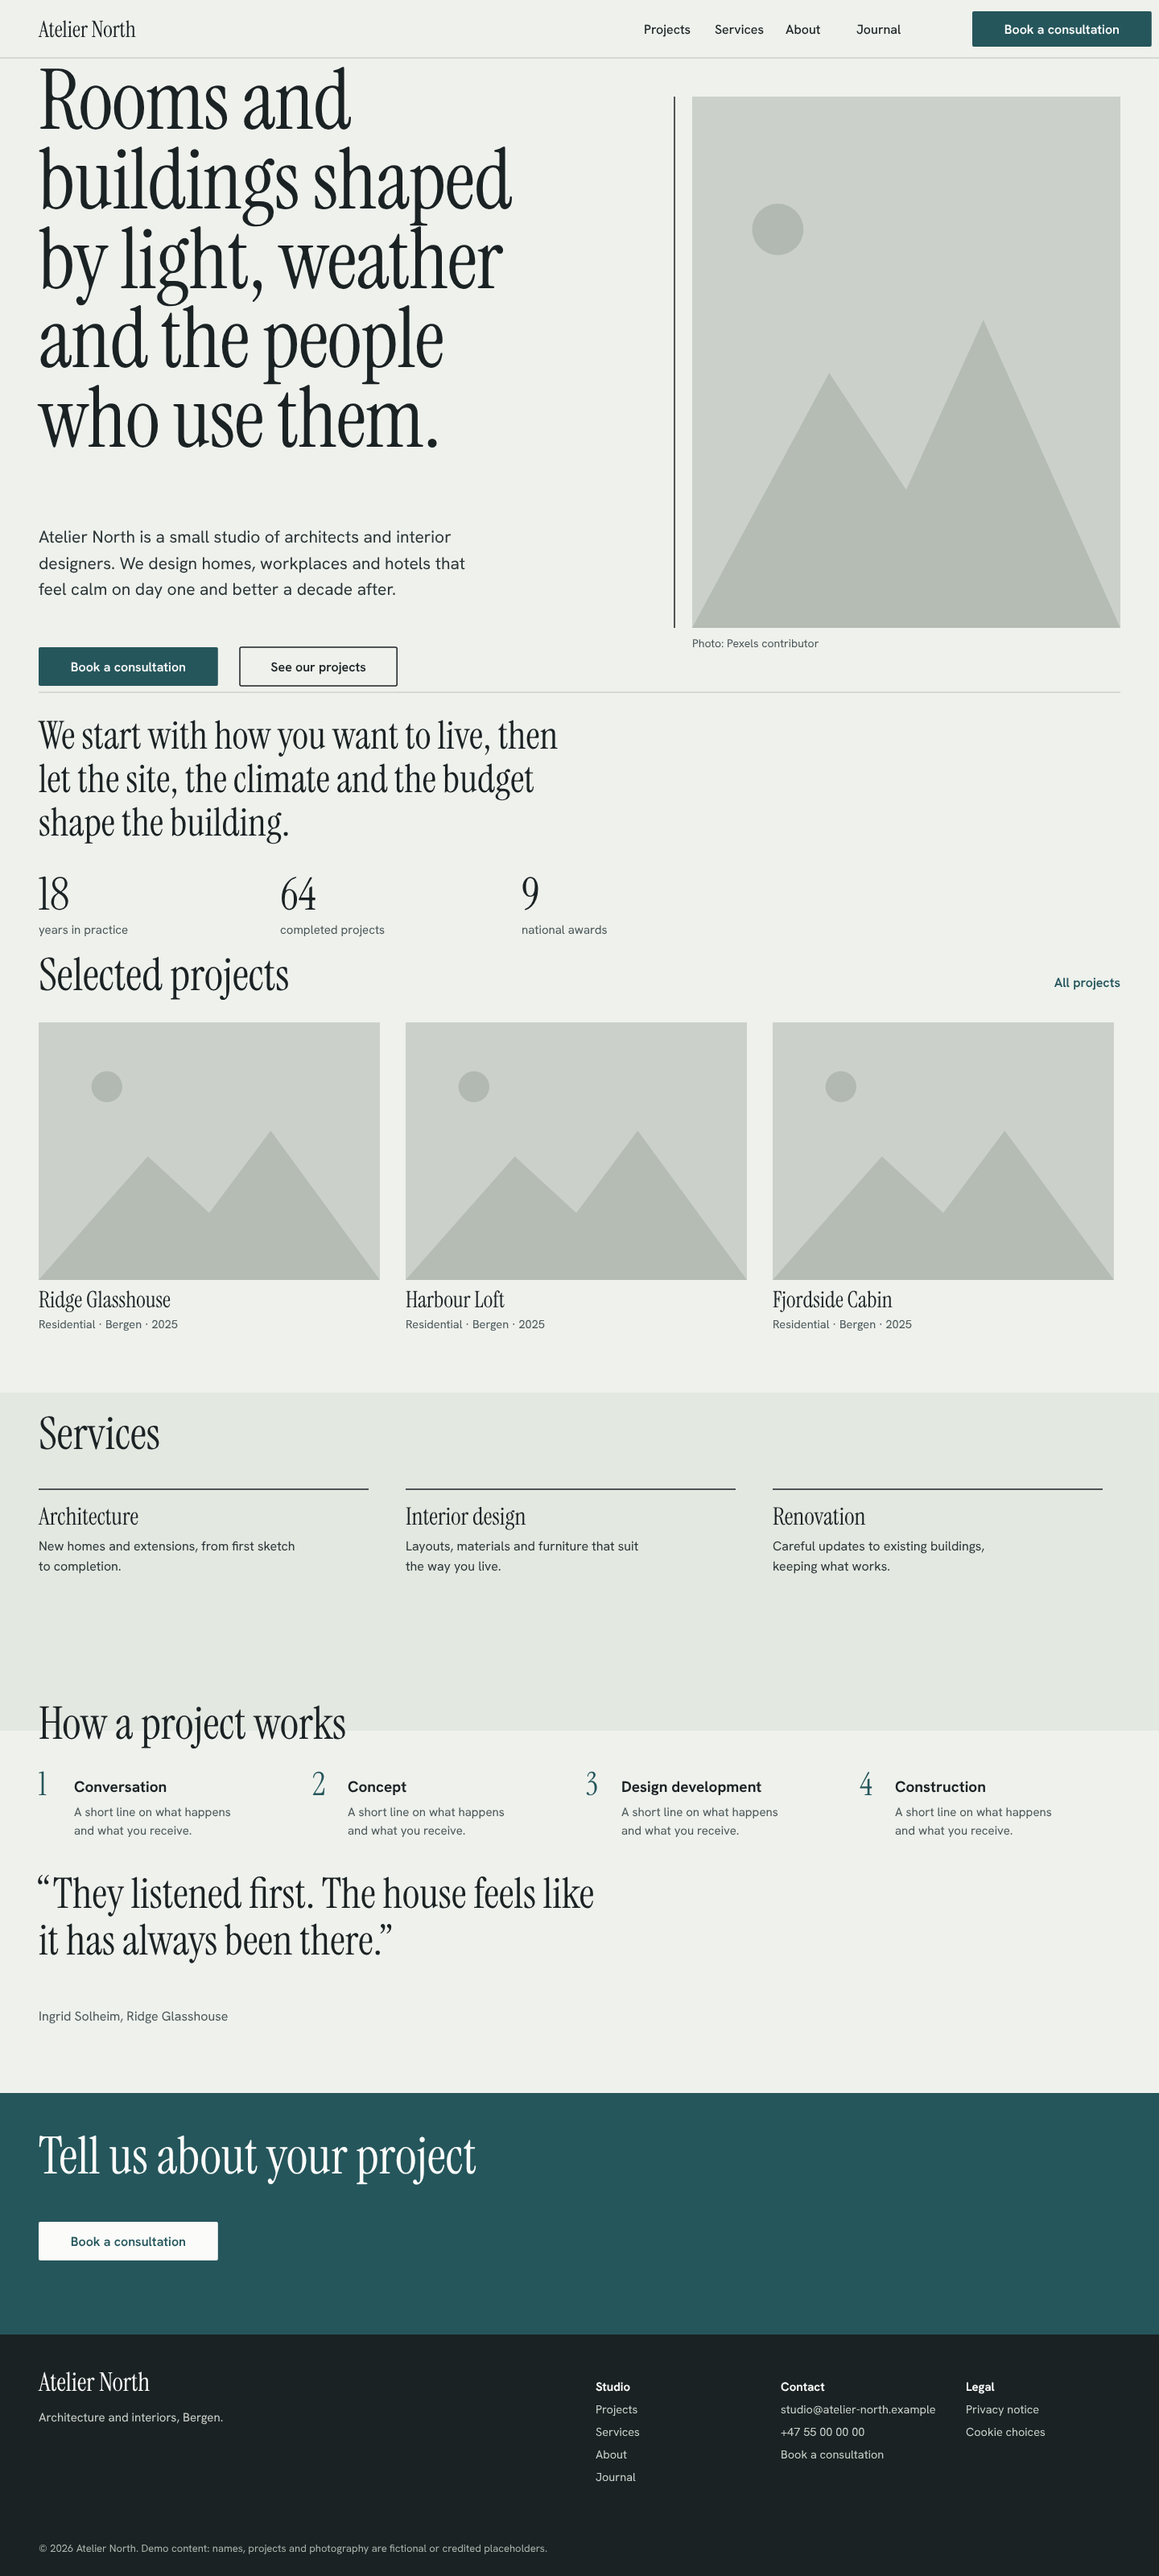 Atelier North
Projects Services About Journal Book a consultation
Rooms and
buildings shaped
by light, weather
and the people
who use them.
Atelier North is a small studio of architects and interior
designers. We design homes, workplaces and hotels that
feel calm on day one and better a decade after.
Photo: Pexels contributor
Book a consultation See our projects
We start with how you want to live, then
let the site, the climate and the budget
shape the building.
18 64 9
years in practice completed projects national awards
Selected projects
All projects
Ridge Glasshouse Harbour Loft Fjordside Cabin
Residential · Bergen · 2025 Residential · Bergen · 2025 Residential · Bergen · 2025
Services
Architecture Interior design Renovation
New homes and extensions, from first sketch Layouts, materials and furniture that suit Careful updates to existing buildings,
to completion. the way you live. keeping what works.
How a project works
1 Conversation 2 Concept 3 Design development 4 Construction
A short line on what happens A short line on what happens A short line on what happens A short line on what happens
and what you receive. and what you receive. and what you receive. and what you receive.
“They listened first. The house feels like
it has always been there.”
Ingrid Solheim, Ridge Glasshouse
Tell us about your project
Book a consultation
Atelier North
Architecture and interiors, Bergen.
Studio Contact Legal
Projects studio@atelier-north.example Privacy notice
Services +47 55 00 00 00 Cookie choices
About Book a consultation
Journal
© 2026 Atelier North. Demo content: names, projects and photography are fictional or credited placeholders.